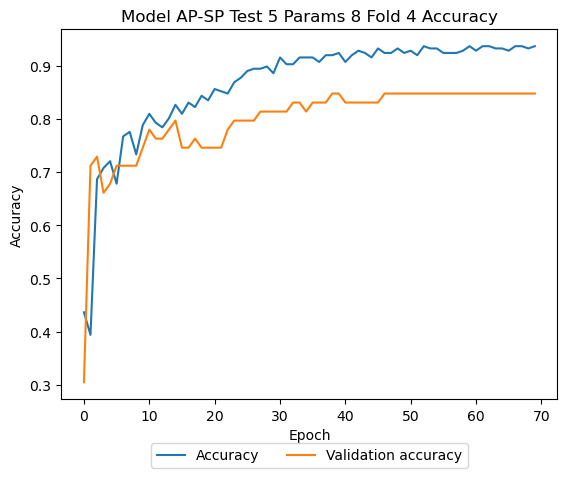 Model AP-SP Test 5 Params 8 Fold 4 Accuracy
0.9
0.8
0.7
0.6
0.5
0.4
0.3
Accuracy
0 10 20 30 40 50 60 70
Epoch
Accuracy Validation accuracy